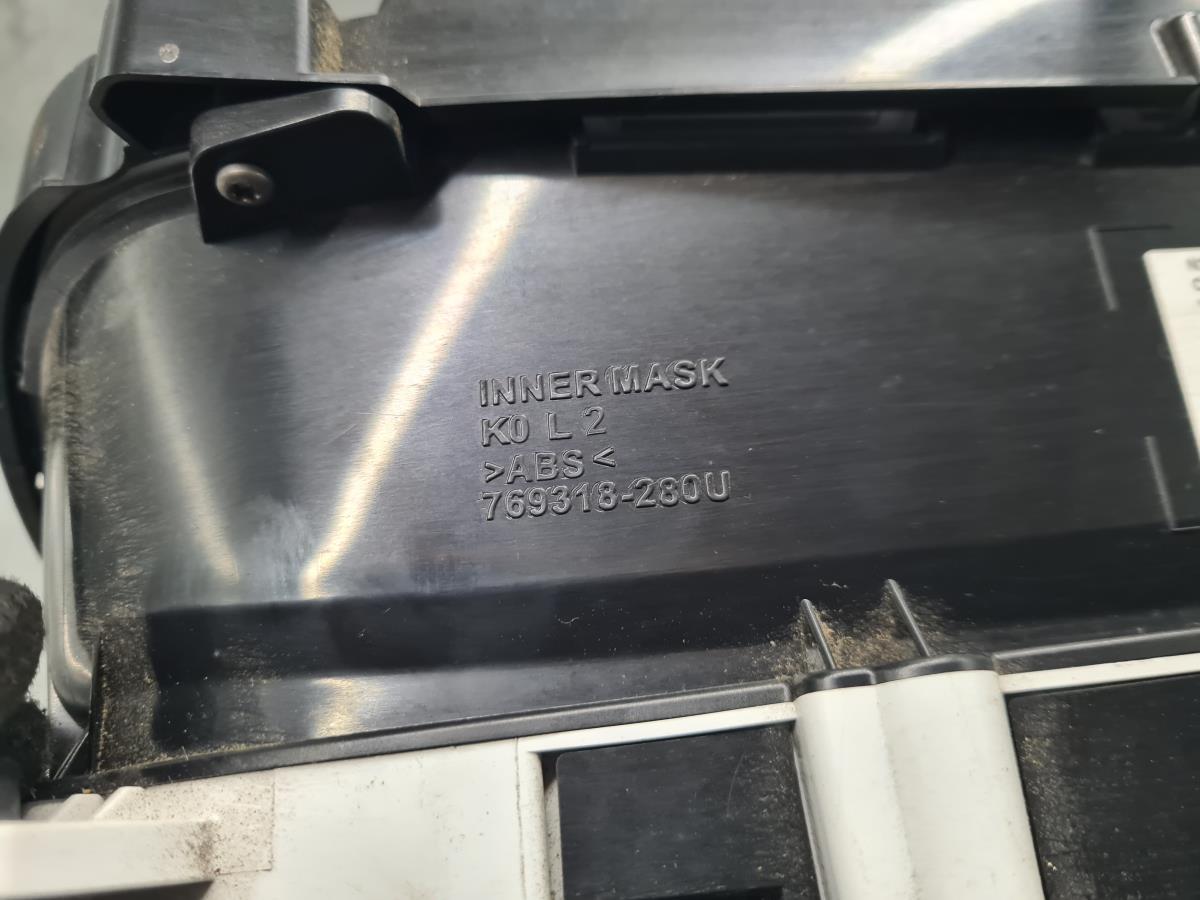 INNER MASK
K0 L 2
>ABS<
769318-280U